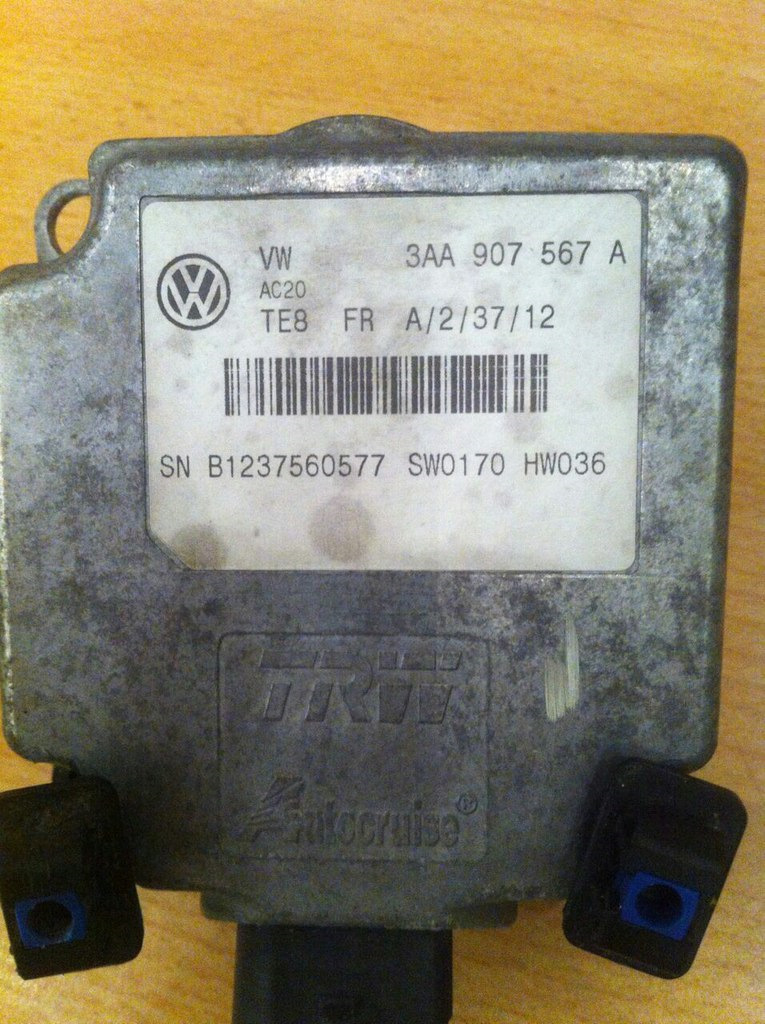 VW 3AA 907 567 A
AC20
TE8 FR A/2/37/12
SN B1237560577 SW0170 HW036
TRW
Autocruise®